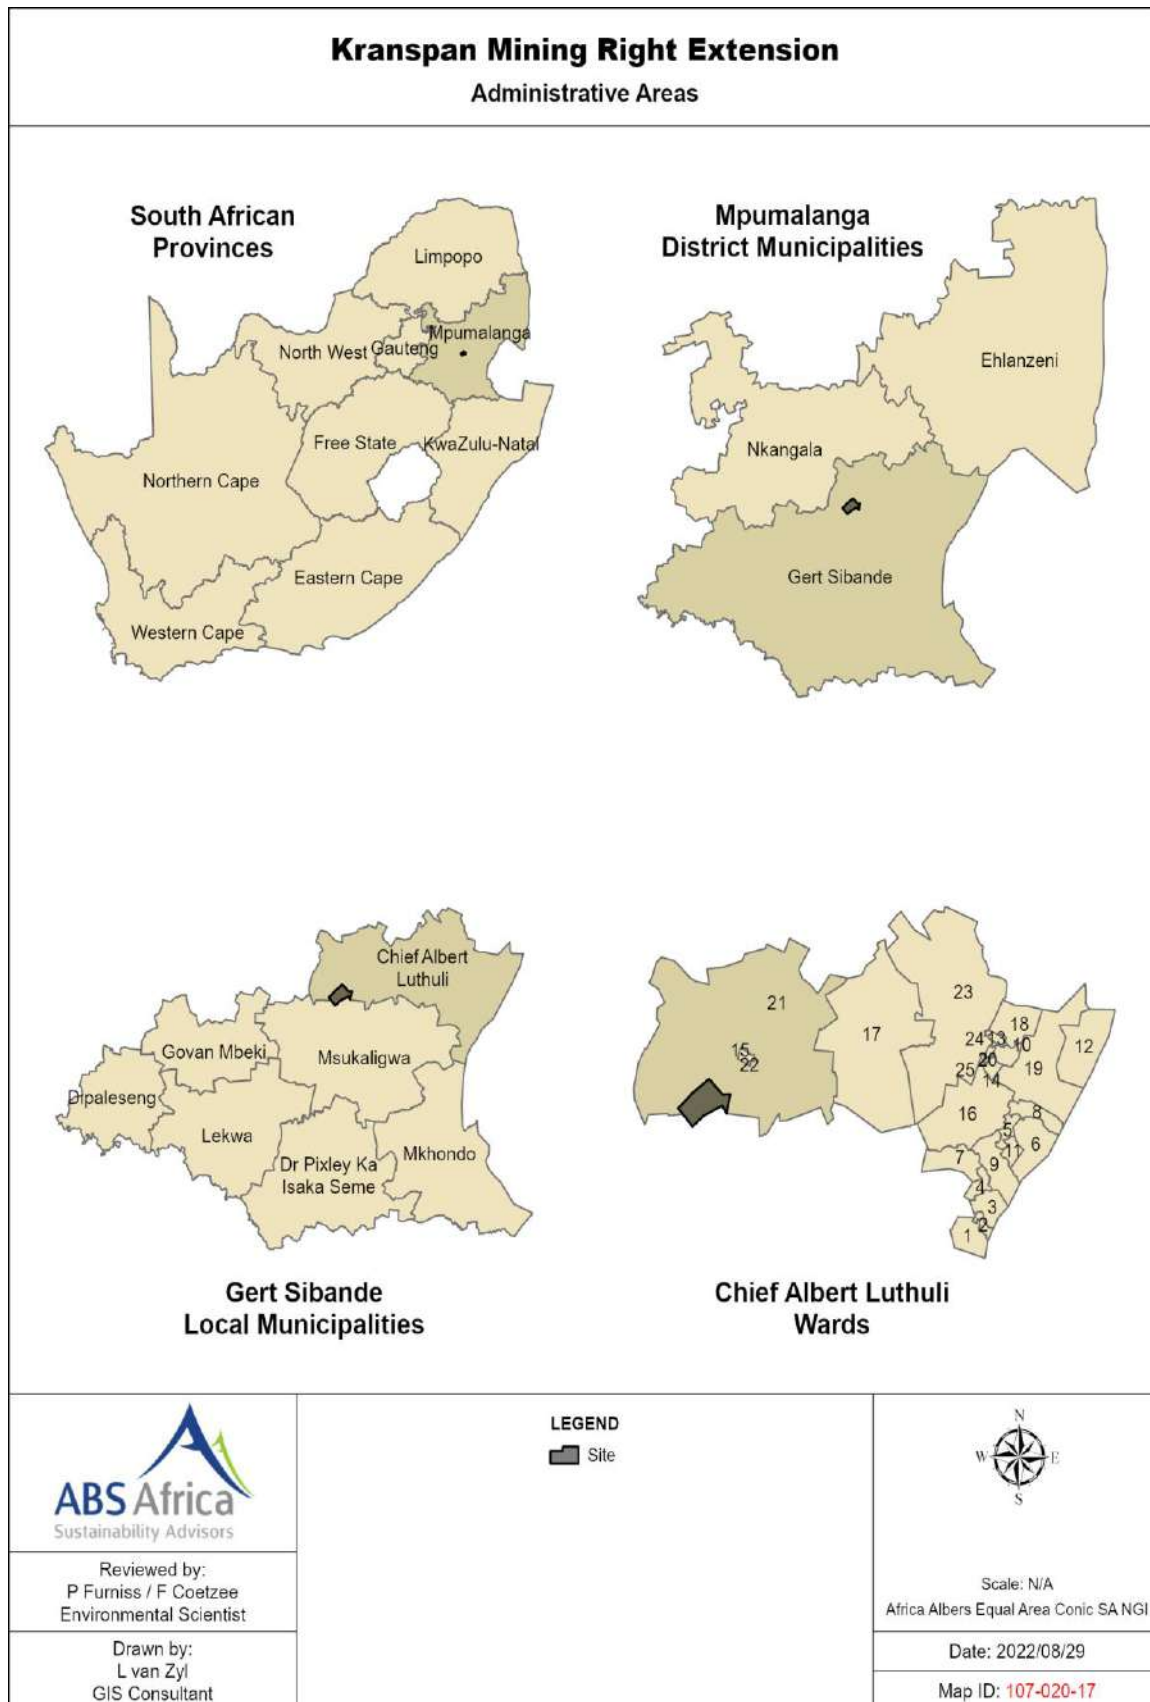 Kranspan Mining Right Extension
Administrative Areas
South African
Provinces
Limpopo
Mpumalanga
North West
Gauteng
Free State
KwaZulu-Natal
Northern Cape
Eastern Cape
Western Cape
Mpumalanga
District Municipalities
Ehlanzeni
Nkangala
Gert Sibande
Chief Albert
Luthuli
Govan Mbeki
Msukaligwa
Dipaleseng
Lekwa
Dr Pixley Ka
Isaka Seme
Mkhondo
Gert Sibande
Local Municipalities
21
23
17
18
24
13
10
12
15
22
20
25
14
19
16
8
5
6
7
9
11
4
3
2
1
Chief Albert Luthuli
Wards
ABS Africa
Sustainability Advisors
Reviewed by:
P Furniss / F Coetzee
Environmental Scientist
Drawn by:
L van Zyl
GIS Consultant
LEGEND
Site
N
W
E
S
Scale: N/A
Africa Albers Equal Area Conic SA NGI
Date: 2022/08/29
Map ID: 107-020-17